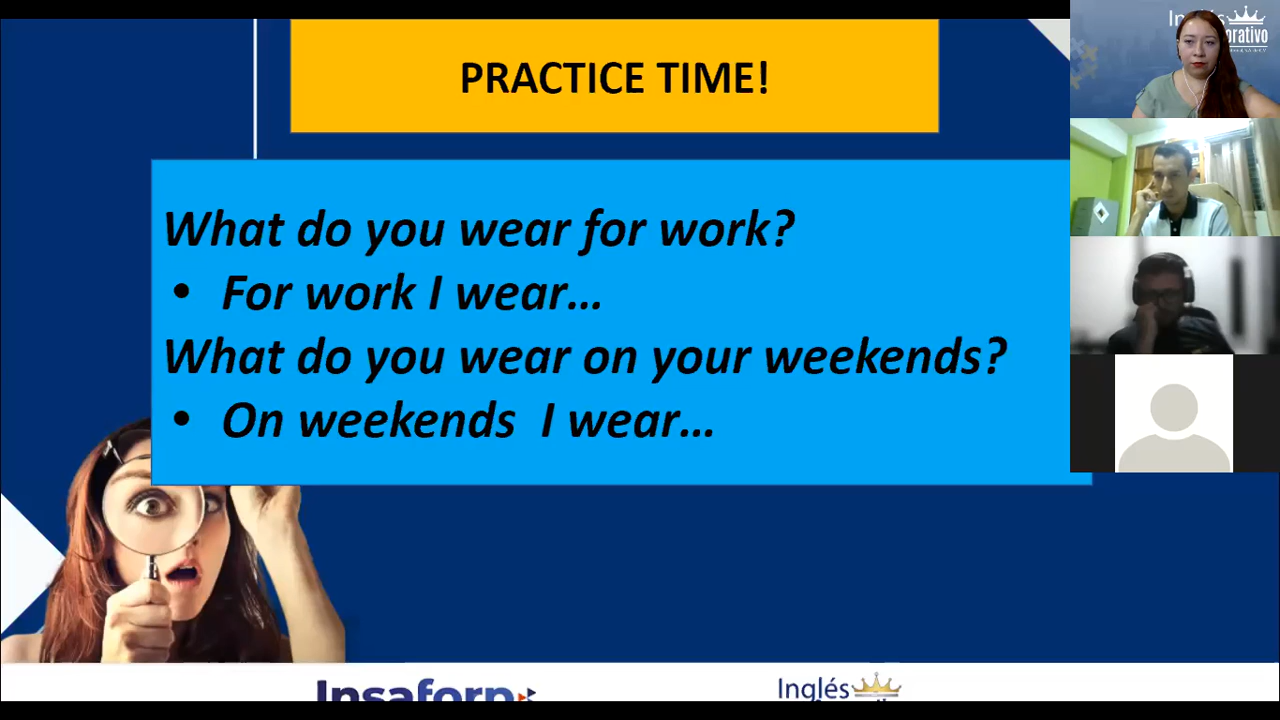 PRACTICE TIME!
What do you wear for work?
• For work I wear…
What do you wear on your weekends?
• On weekends I wear…
Insaforp
Inglés